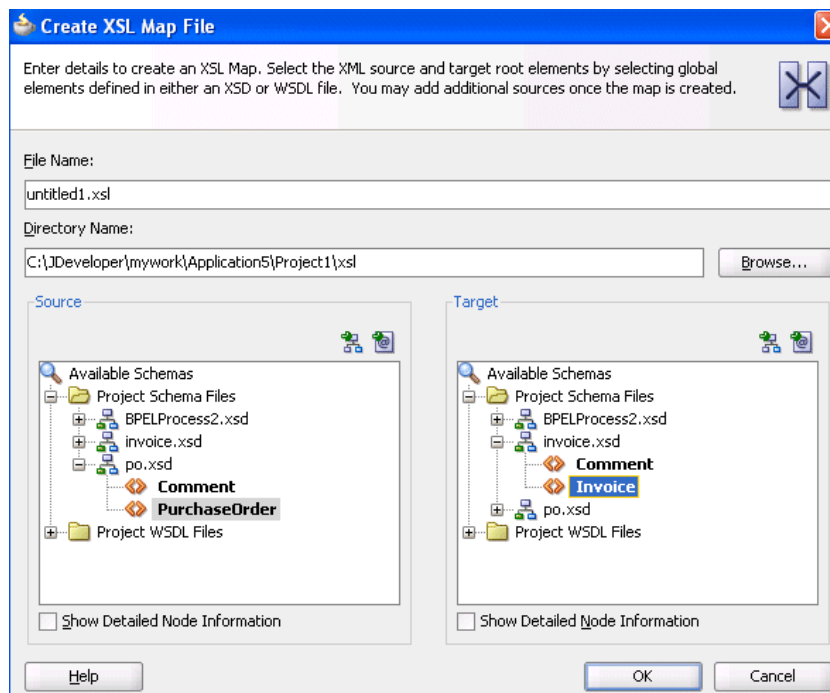 Create XSL Map File
Enter details to create an XSL Map. Select the XML source and target root elements by selecting global
elements defined in either an XSD or WSDL file. You may add additional sources once the map is created.
File Name:
untitled1.xsl
Directory Name:
C:\JDeveloper\mywork\Application5\Project1\xsl
Browse...
Source
Available Schemas
Project Schema Files
BPELProcess2.xsd
invoice.xsd
po.xsd
Comment
PurchaseOrder
Project WSDL Files
Show Detailed Node Information
Target
Available Schemas
Project Schema Files
BPELProcess2.xsd
invoice.xsd
Comment
Invoice
po.xsd
Project WSDL Files
Show Detailed Node Information
Help
OK
Cancel